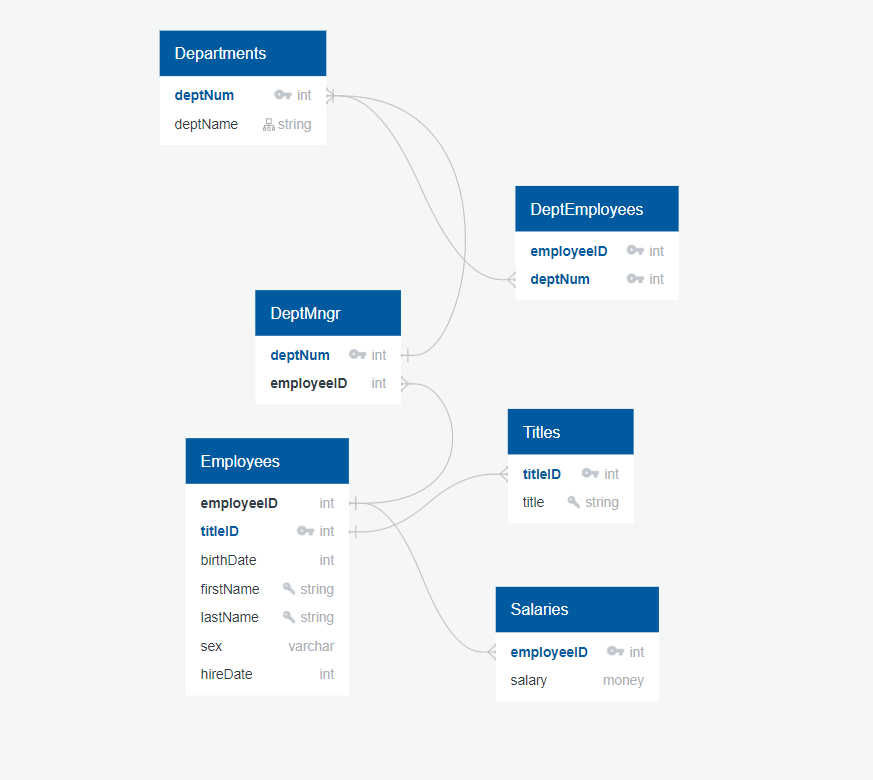 Departments
deptNum int
deptName string
DeptEmployees
employeeID int
deptNum int
DeptMngr
deptNum int
employeeID int
Titles
titleID int
title string
Employees
employeeID int
titleID int
birthDate int
firstName string
lastName string
sex varchar
hireDate int
Salaries
employeeID int
salary money